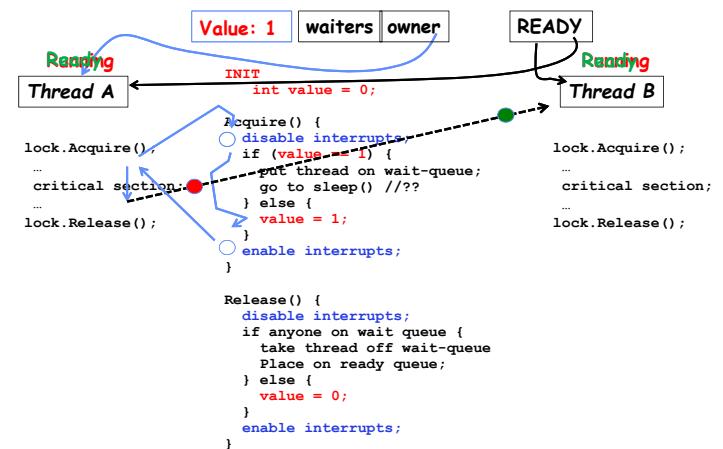 Value: 1 waiters owner READY
Ready Running Ready Running
Thread A Thread B
INIT
int value = 0;
Acquire() {
disable interrupts;
if (value == 1) {
put thread on wait-queue;
go to sleep() //??
} else {
value = 1;
}
enable interrupts;
}
lock.Acquire();
…
critical section;
…
lock.Release();
lock.Acquire();
…
critical section;
…
lock.Release();
Release() {
disable interrupts;
if anyone on wait queue {
take thread off wait-queue
Place on ready queue;
} else {
value = 0;
}
enable interrupts;
}